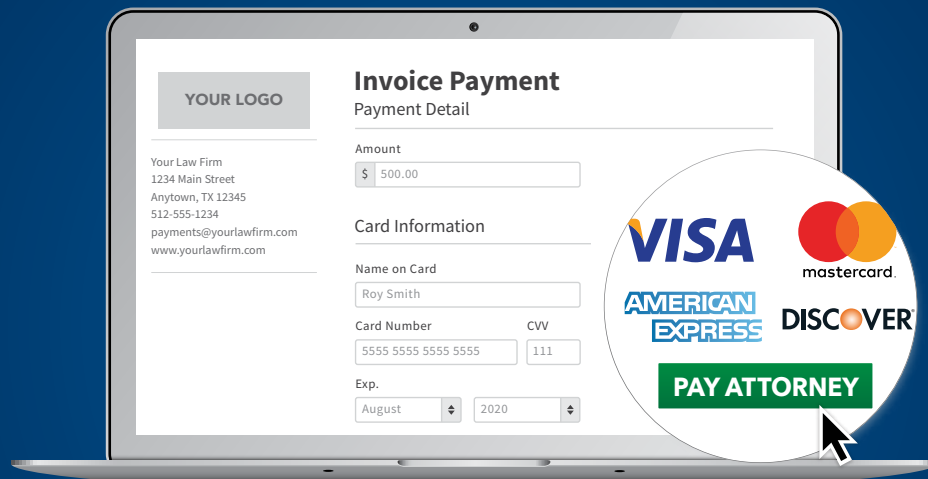 YOUR LOGO
Your Law Firm
1234 Main Street
Anytown, TX 12345
512-555-1234
payments@yourlawfirm.com
www.yourlawfirm.com
Invoice Payment
Payment Detail
Amount
$ 500.00
Card Information
Name on Card
Roy Smith
Card Number CVV
5555 5555 5555 5555 111
Exp.
August 2020
VISA
mastercard.
AMERICAN
EXPRESS
DISCOVER
PAY ATTORNEY